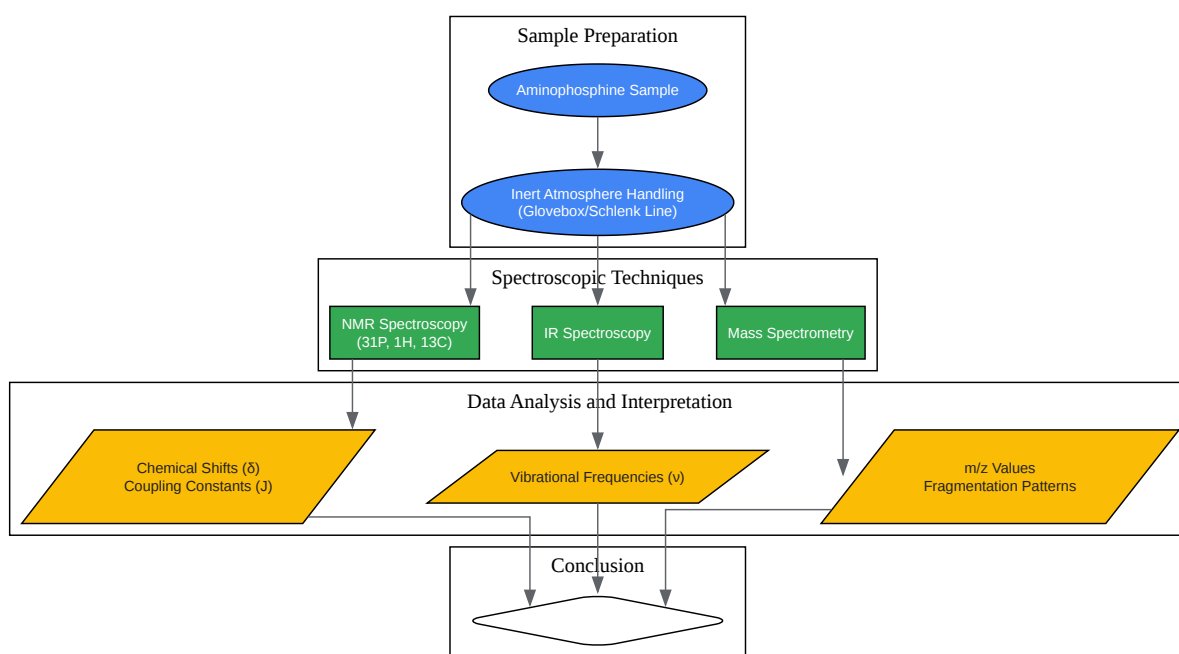 Sample Preparation
Aminophosphine Sample
Inert Atmosphere Handling
(Glovebox/Schlenk Line)
Spectroscopic Techniques
NMR Spectroscopy
(31P, 1H, 13C)
IR Spectroscopy
Mass Spectrometry
Data Analysis and Interpretation
Chemical Shifts (δ)
Coupling Constants (J)
Vibrational Frequencies (ν)
m/z Values
Fragmentation Patterns
Conclusion